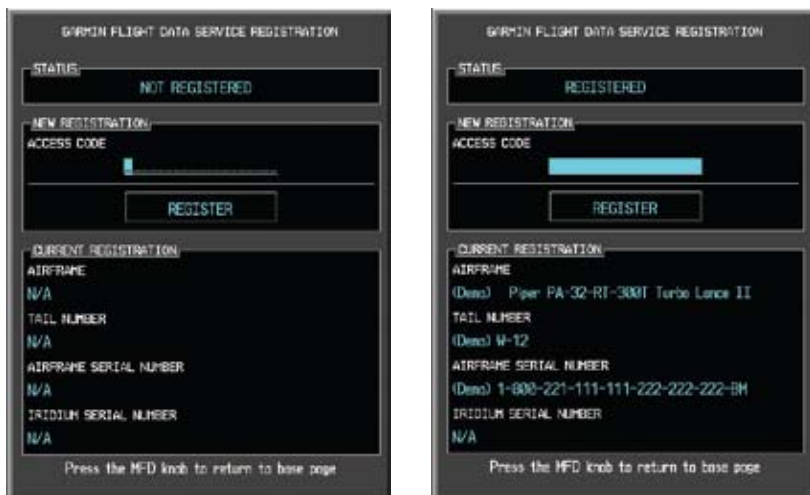 GARMIN FLIGHT DATA SERVICE REGISTRATION
STATUS
NOT REGISTERED
NEW REGISTRATION
ACCESS CODE
REGISTER
CURRENT REGISTRATION
AIRFRAME
N/A
TAIL NUMBER
N/A
AIRFRAME SERIAL NUMBER
N/A
IRIDIUM SERIAL NUMBER
N/A
Press the MFD knob to return to base page
GARMIN FLIGHT DATA SERVICE REGISTRATION
STATUS
REGISTERED
NEW REGISTRATION
ACCESS CODE
REGISTER
CURRENT REGISTRATION
AIRFRAME
(Demo) Piper PA-32-RT-300T Turbo Lance II
TAIL NUMBER
(Demo) W-12
AIRFRAME SERIAL NUMBER
(Demo) 1-800-221-111-111-222-222-222-BM
IRIDIUM SERIAL NUMBER
N/A
Press the MFD knob to return to base page